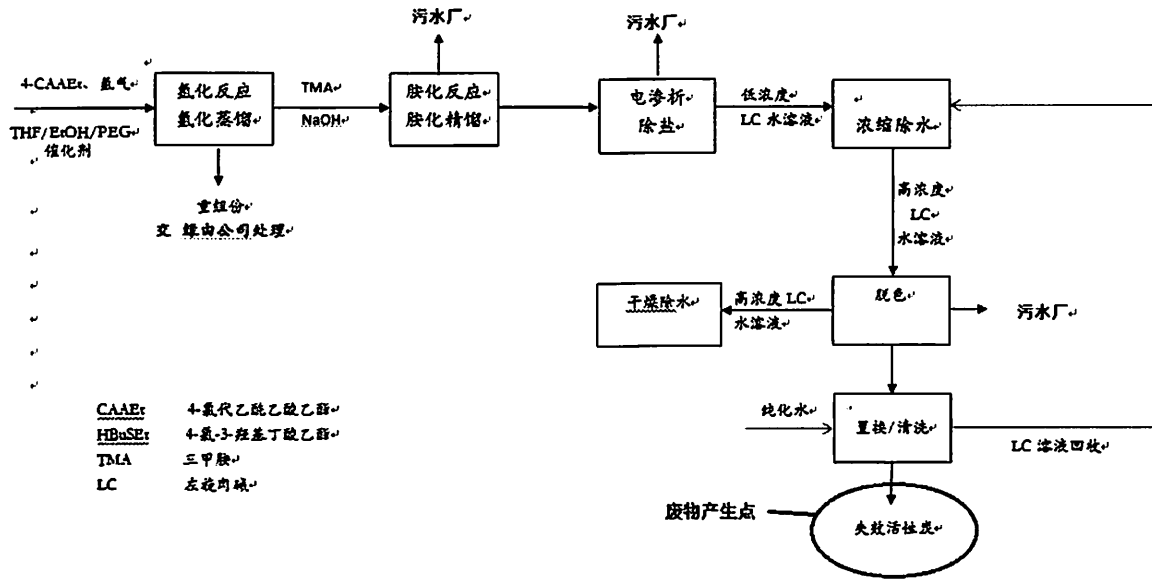 污水厂
污水厂
4-CAAEt、氢气
THF/EtOH/PEG
催化剂
氢化反应
氢化蒸馏
TMA
NaOH
胺化反应
胺化精馏
电渗析
除盐
低浓度
LC 水溶液
浓缩除水
重组份
交 缘由公司处理
高浓度
LC
水溶液
干燥除水
高浓度 LC
水溶液
脱色
污水厂
CAAEt 4-氯代乙酰乙酸乙酯
HBuSEt 4-氯-3-羟基丁酸乙酯
TMA 三甲胺
LC 左旋肉碱
纯化水
置换/清洗
LC 溶液回收
废物产生点
失效活性炭